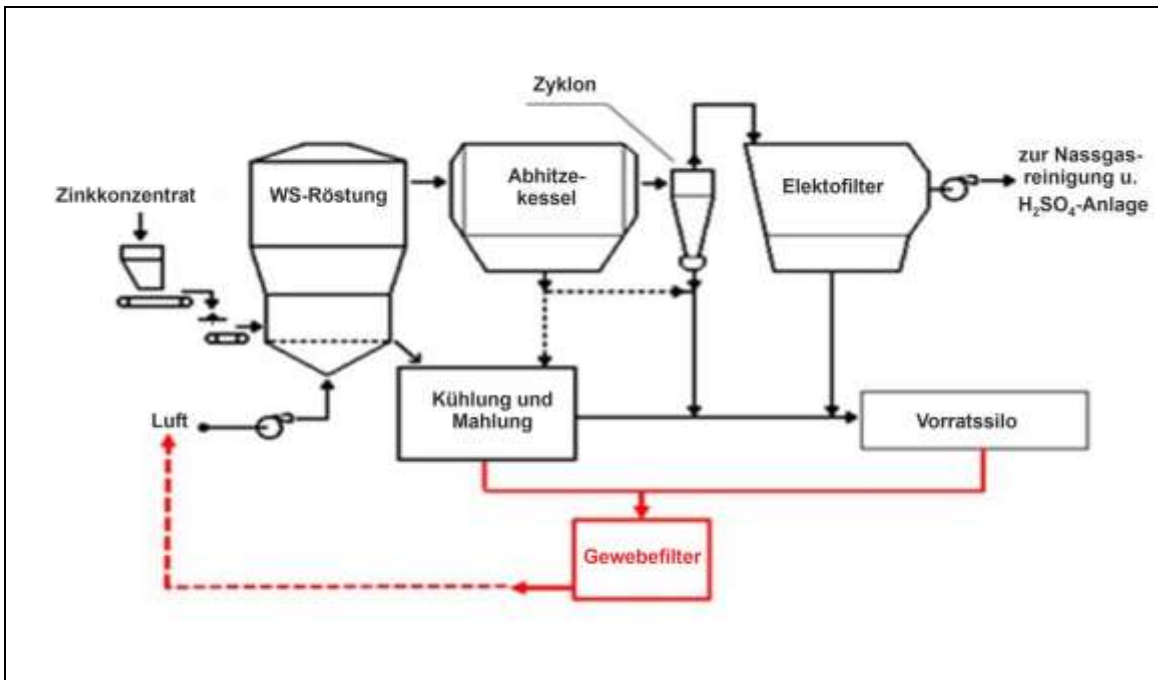 Zyklon
Zinkkonzentrat
WS-Röstung
Abhitze-
kessel
Elektofilter
zur Nassgas-
reinigung u.
H₂SO₄-Anlage
Luft
Kühlung und
Mahlung
Vorratssilo
Gewebefilter